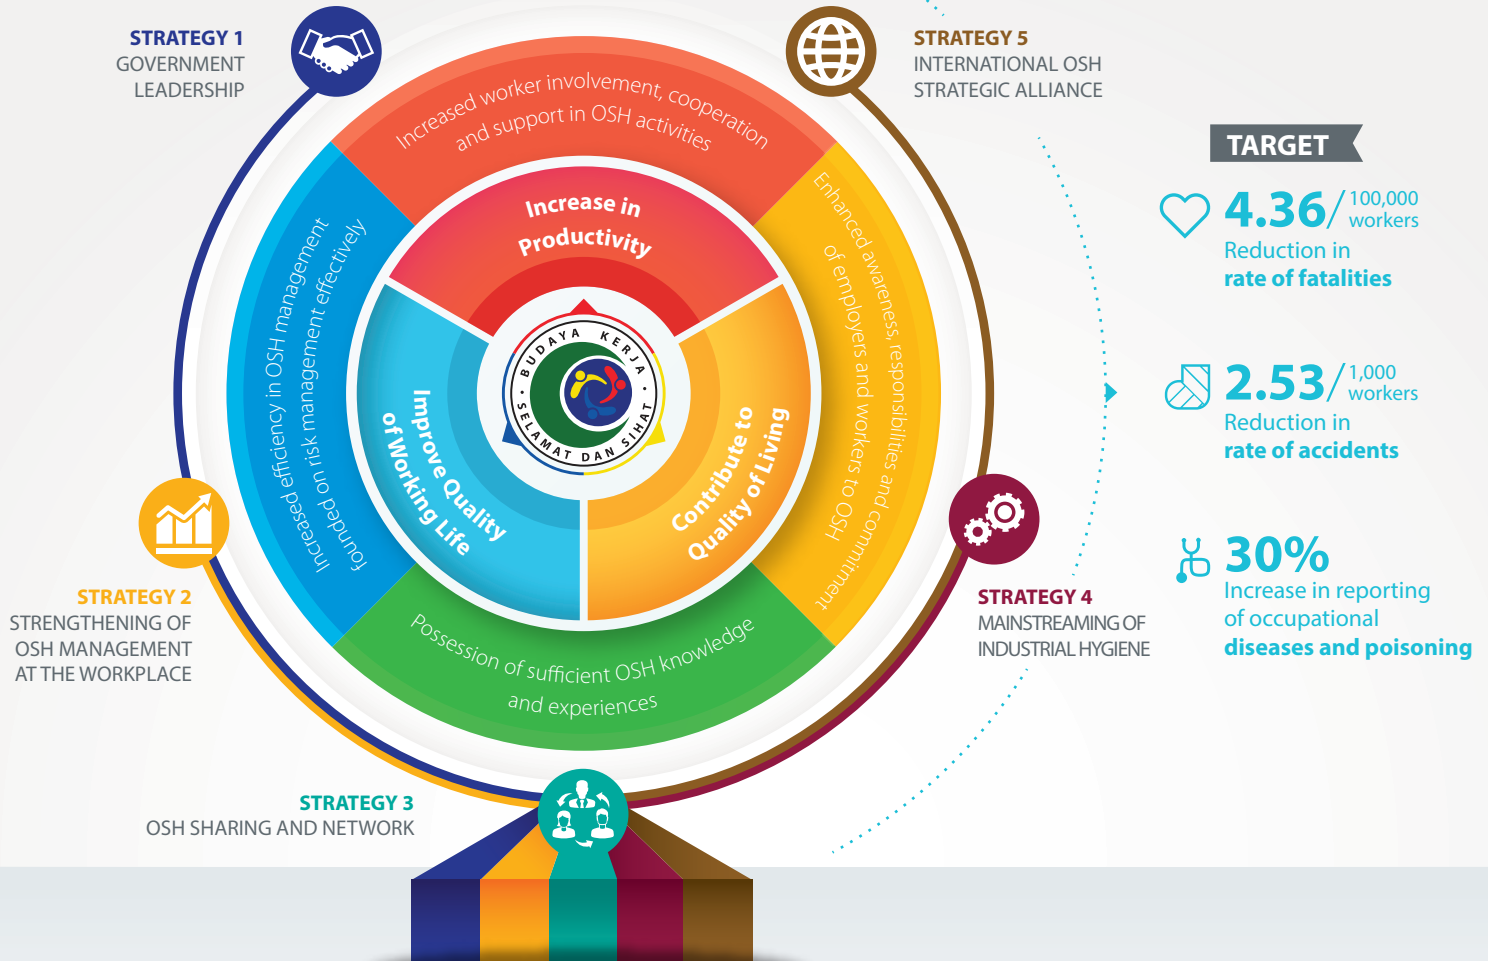 STRATEGY 1
GOVERNMENT
LEADERSHIP
STRATEGY 5
INTERNATIONAL OSH
STRATEGIC ALLIANCE
Increased worker involvement, cooperation
and support in OSH activities
Increased efficiency in OSH management
founded on risk management effectively
Enhanced awareness, responsibilities and commitment
of employers and workers to OSH
Possession of sufficient OSH knowledge
and experiences
Increase in
Productivity
Improve Quality
of Working Life
Contribute to
Quality of Living
BUDAYA KERJA
SELAMAT DAN SIHAT
STRATEGY 2
STRENGTHENING OF
OSH MANAGEMENT
AT THE WORKPLACE
STRATEGY 4
MAINSTREAMING OF
INDUSTRIAL HYGIENE
STRATEGY 3
OSH SHARING AND NETWORK
TARGET
4.36/100,000
workers
Reduction in
rate of fatalities
2.53/1,000
workers
Reduction in
rate of accidents
30%
Increase in reporting
of occupational
diseases and poisoning